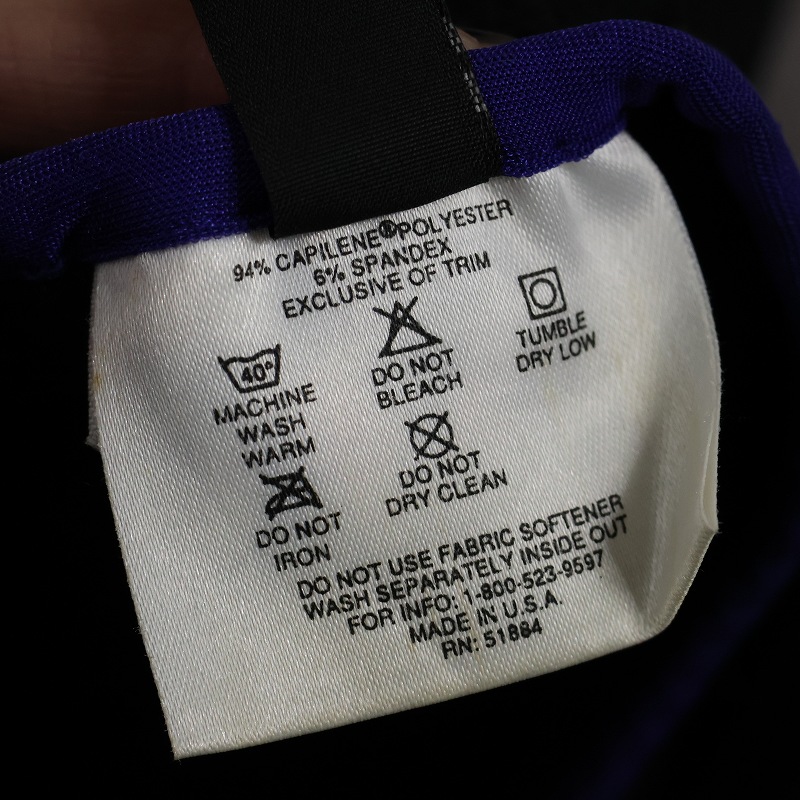 94% CAPILENE®POLYESTER
6% SPANDEX
EXCLUSIVE OF TRIM
40°
MACHINE
WASH
WARM
DO NOT
BLEACH
TUMBLE
DRY LOW
DO NOT
IRON
DO NOT
DRY CLEAN
DO NOT USE FABRIC SOFTENER
WASH SEPARATELY INSIDE OUT
FOR INFO: 1-800-523-9597
MADE IN U.S.A.
RN: 51884